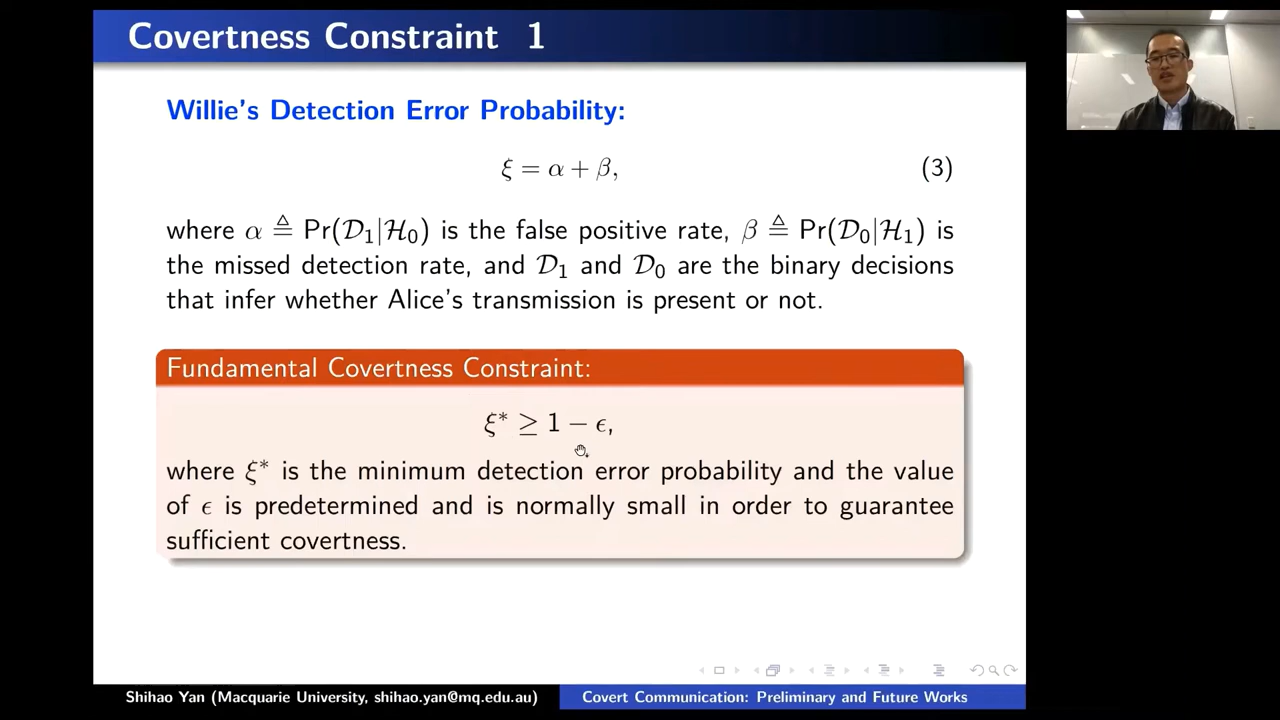 Covertness Constraint 1
Willie's Detection Error Probability:
ξ = α + β, (3)
where α ≜ Pr(𝒟₁|ℋ₀) is the false positive rate, β ≜ Pr(𝒟₀|ℋ₁) is
the missed detection rate, and 𝒟₁ and 𝒟₀ are the binary decisions
that infer whether Alice's transmission is present or not.
Fundamental Covertness Constraint:
ξ* ≥ 1 − ϵ,
where ξ* is the minimum detection error probability and the value
of ϵ is predetermined and is normally small in order to guarantee
sufficient covertness.
Shihao Yan (Macquarie University, shihao.yan@mq.edu.au) Covert Communication: Preliminary and Future Works